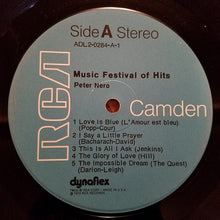 Side A Stereo
ADL2-0284-A-1
Music Festival of Hits
Peter Nero
RCA
Camden
1 Love Is Blue (L'Amour est bleu)
(Popp-Cour)
2 I Say a Little Prayer
(Bacharach-David)
3 This Is All I Ask (Jenkins)
4 The Glory of Love (Hill)
5 The Impossible Dream (The Quest)
(Darion-Leigh)
dynaflex